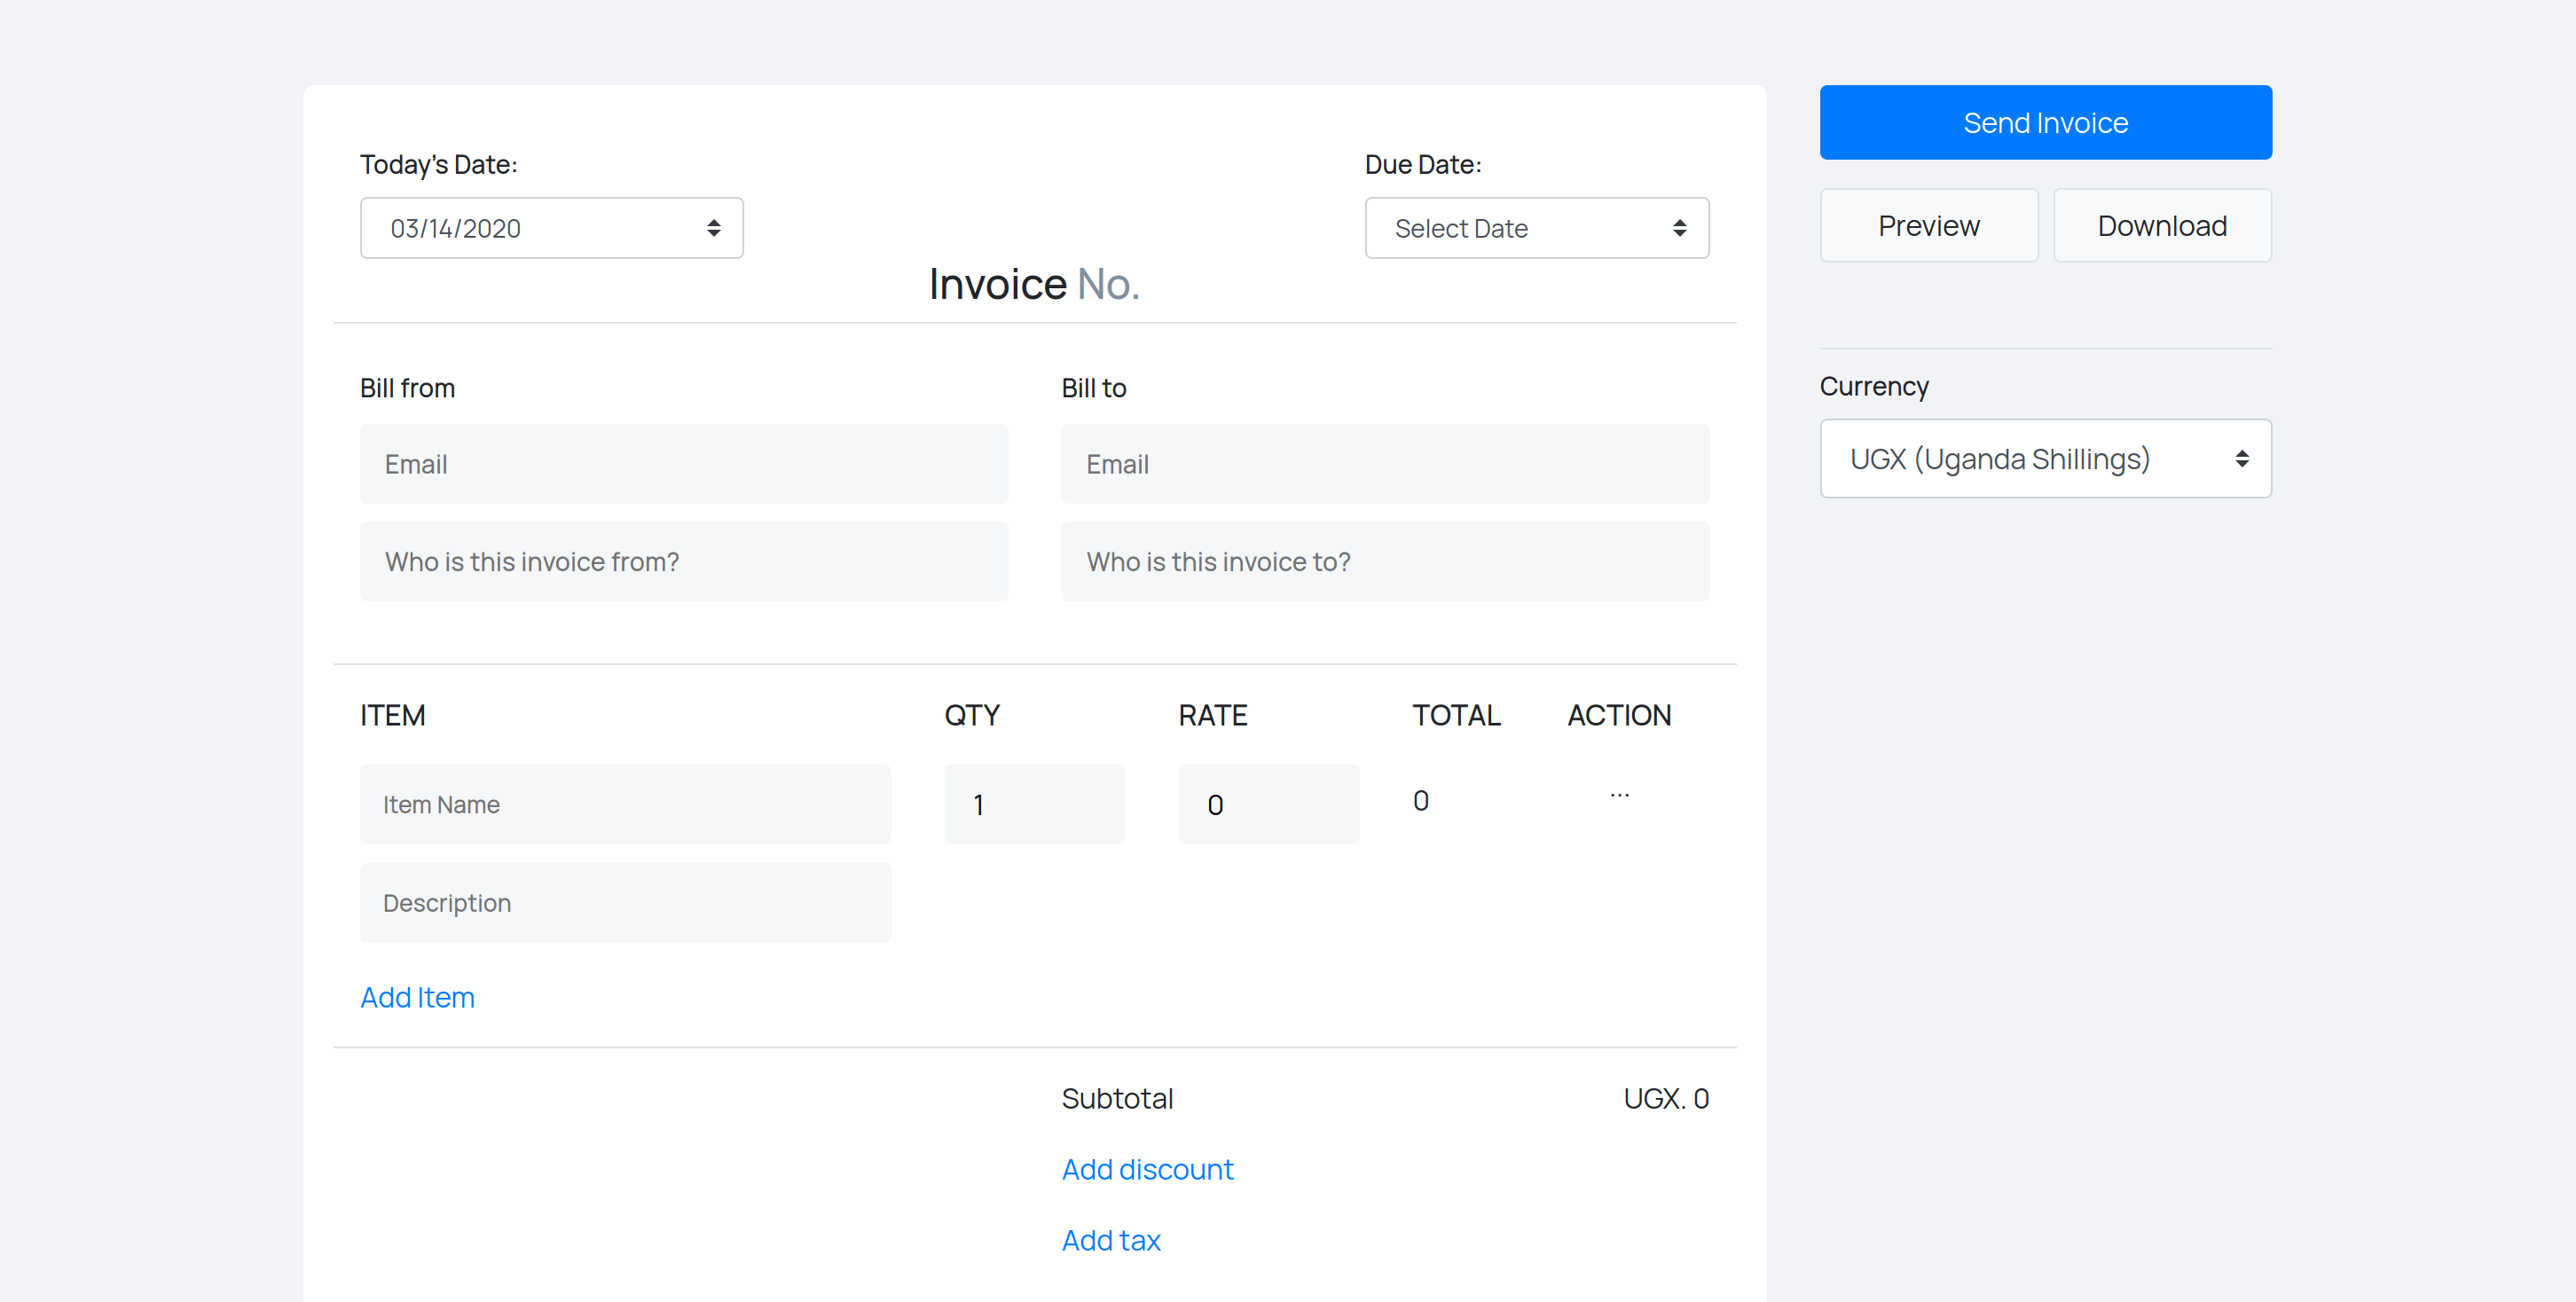 Today's Date:
03/14/2020
Due Date:
Select Date
Invoice No.
Bill from
Email
Who is this invoice from?
Bill to
Email
Who is this invoice to?
ITEM QTY RATE TOTAL ACTION
Item Name 1 0 0 ...
Description
Add Item
Subtotal UGX. 0
Add discount
Add tax
Send Invoice
Preview Download
Currency
UGX (Uganda Shillings)